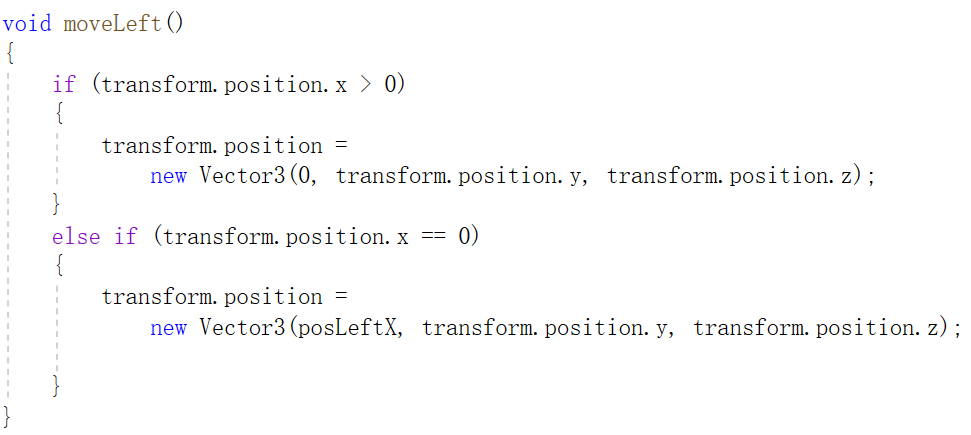 void moveLeft()
{
    if (transform.position.x > 0)
    {
        transform.position =
            new Vector3(0, transform.position.y, transform.position.z);
    }
    else if (transform.position.x == 0)
    {
        transform.position =
            new Vector3(posLeftX, transform.position.y, transform.position.z);

    }
}